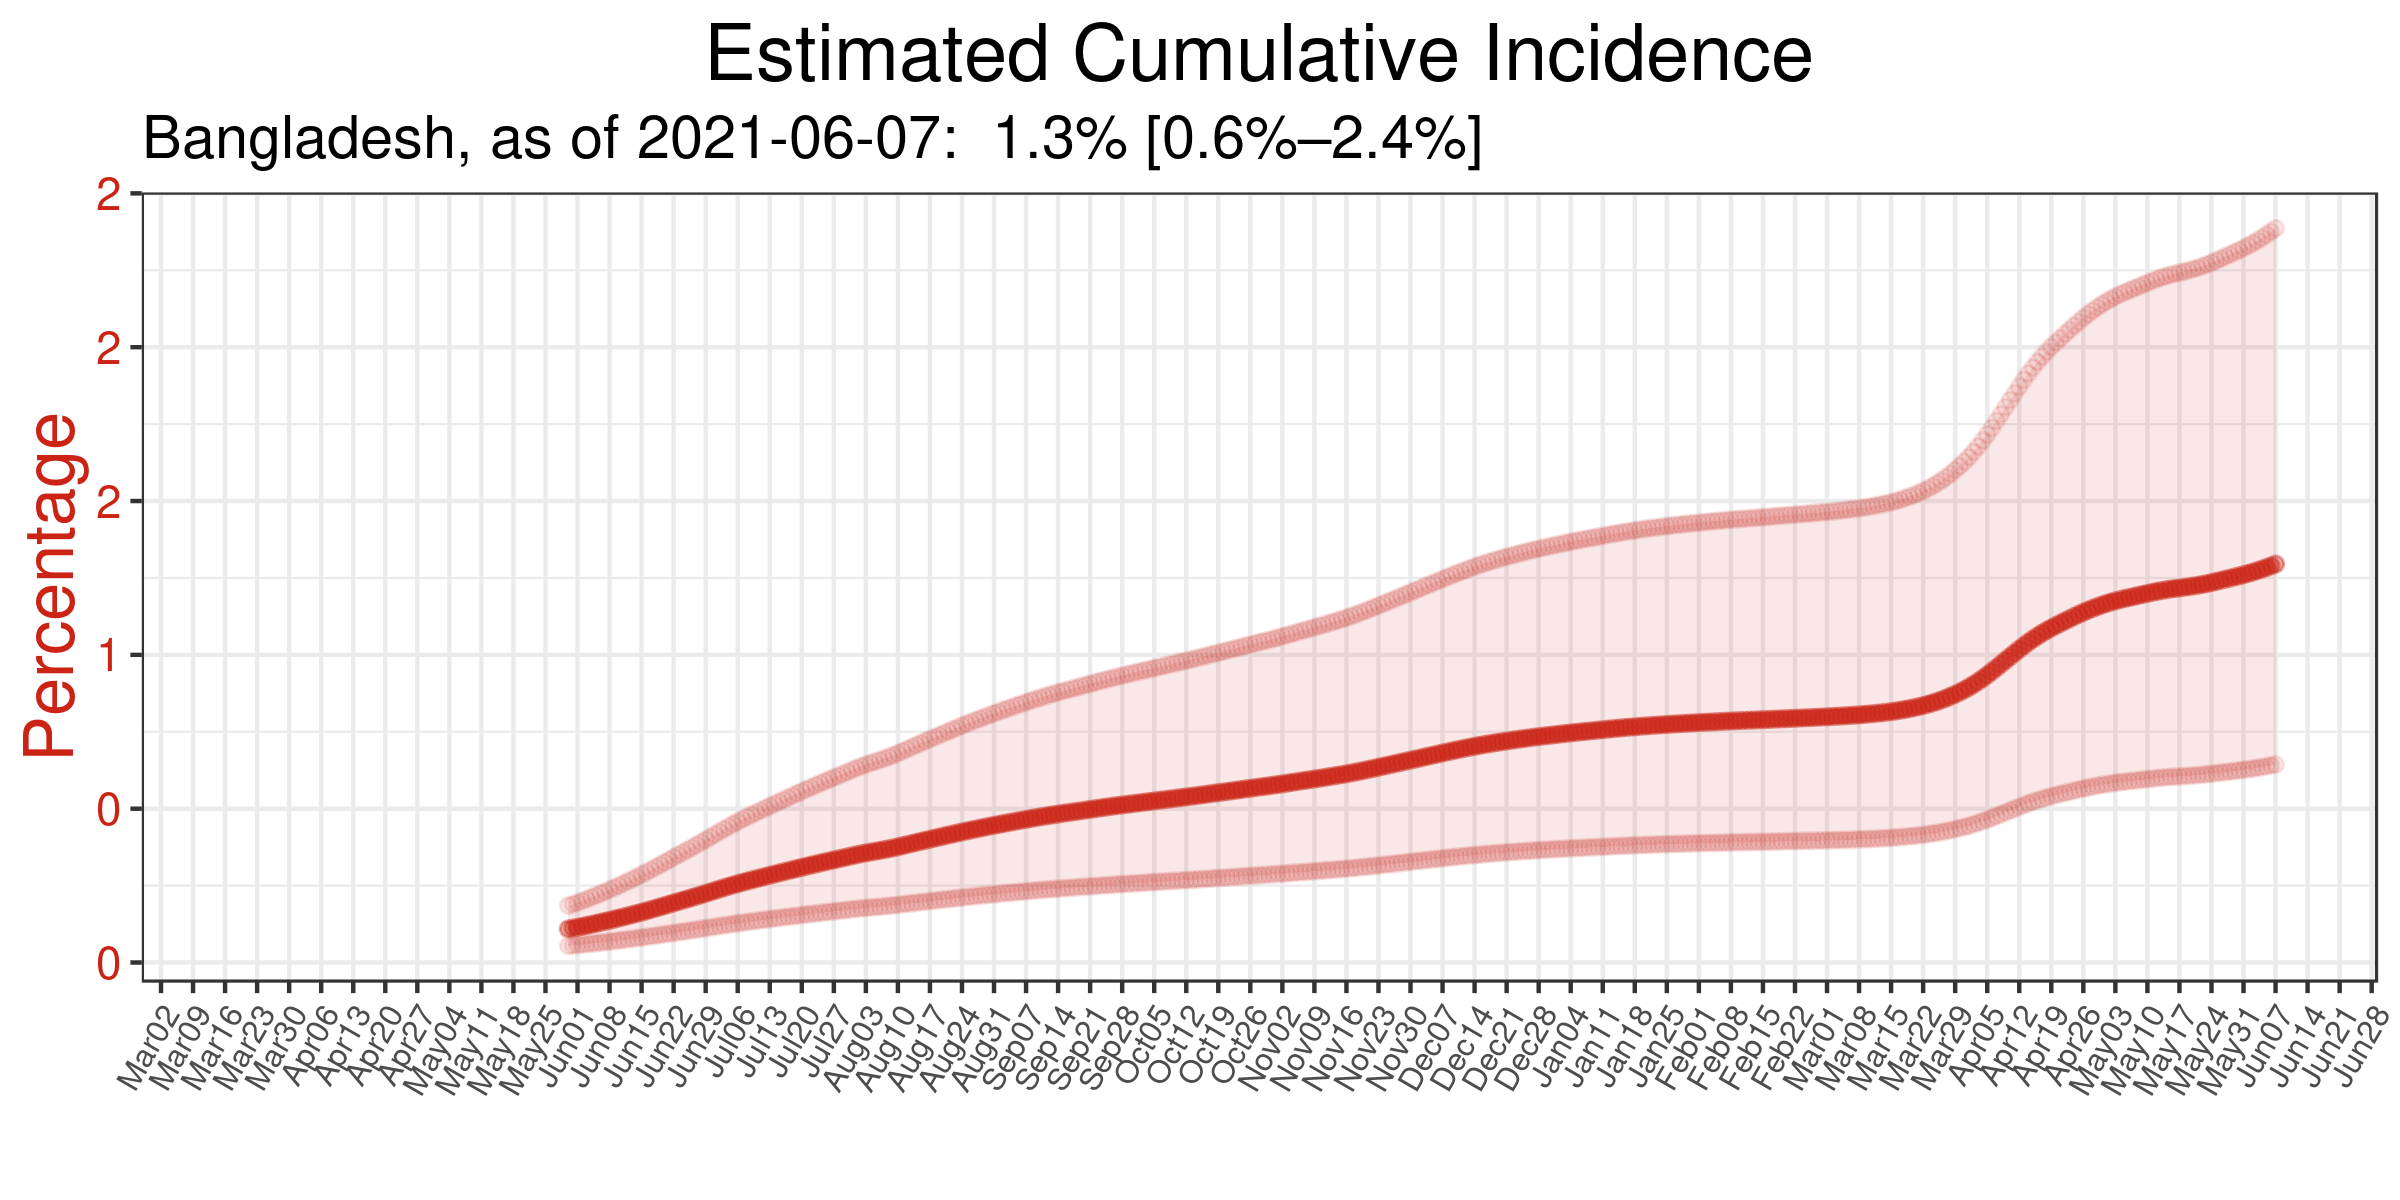 Estimated Cumulative Incidence
Bangladesh, as of 2021-06-07:  1.3% [0.6%–2.4%]
Percentage
2
2
2
1
0
0
Mar02
Mar09
Mar16
Mar23
Mar30
Apr06
Apr13
Apr20
Apr27
May04
May11
May18
May25
Jun01
Jun08
Jun15
Jun22
Jun29
Jul06
Jul13
Jul20
Jul27
Aug03
Aug10
Aug17
Aug24
Aug31
Sep07
Sep14
Sep21
Sep28
Oct05
Oct12
Oct19
Oct26
Nov02
Nov09
Nov16
Nov23
Nov30
Dec07
Dec14
Dec21
Dec28
Jan04
Jan11
Jan18
Jan25
Feb01
Feb08
Feb15
Feb22
Mar01
Mar08
Mar15
Mar22
Mar29
Apr05
Apr12
Apr19
Apr26
May03
May10
May17
May24
May31
Jun07
Jun14
Jun21
Jun28